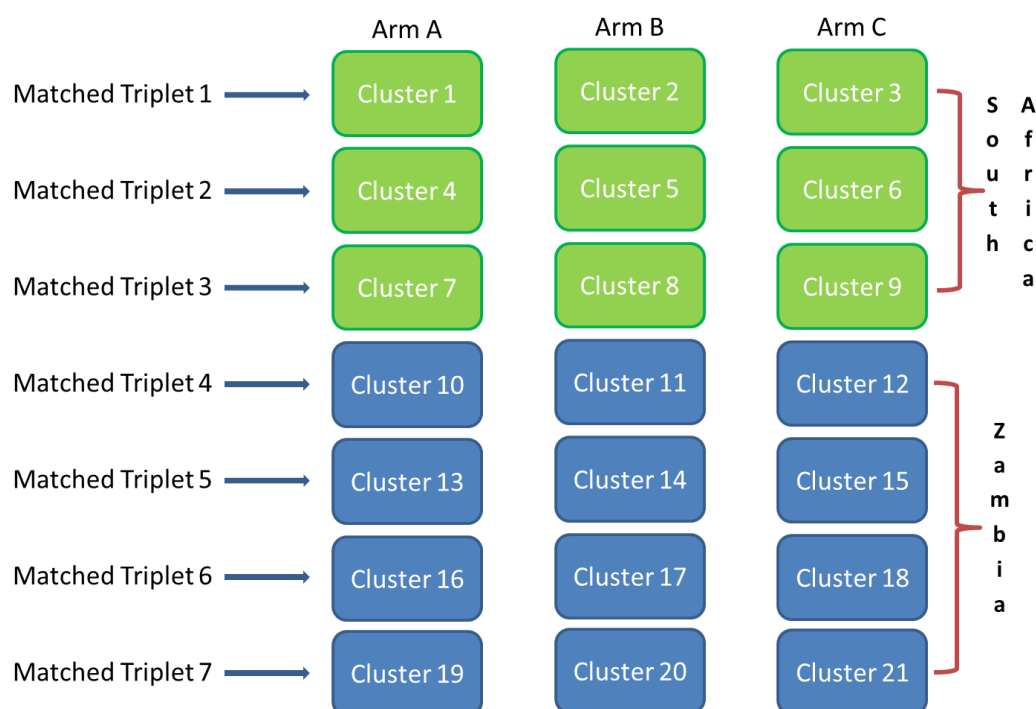 Arm A Arm B Arm C
Matched Triplet 1 Cluster 1 Cluster 2 Cluster 3
Matched Triplet 2 Cluster 4 Cluster 5 Cluster 6
Matched Triplet 3 Cluster 7 Cluster 8 Cluster 9
South Africa
Matched Triplet 4 Cluster 10 Cluster 11 Cluster 12
Matched Triplet 5 Cluster 13 Cluster 14 Cluster 15
Matched Triplet 6 Cluster 16 Cluster 17 Cluster 18
Matched Triplet 7 Cluster 19 Cluster 20 Cluster 21
Zambia